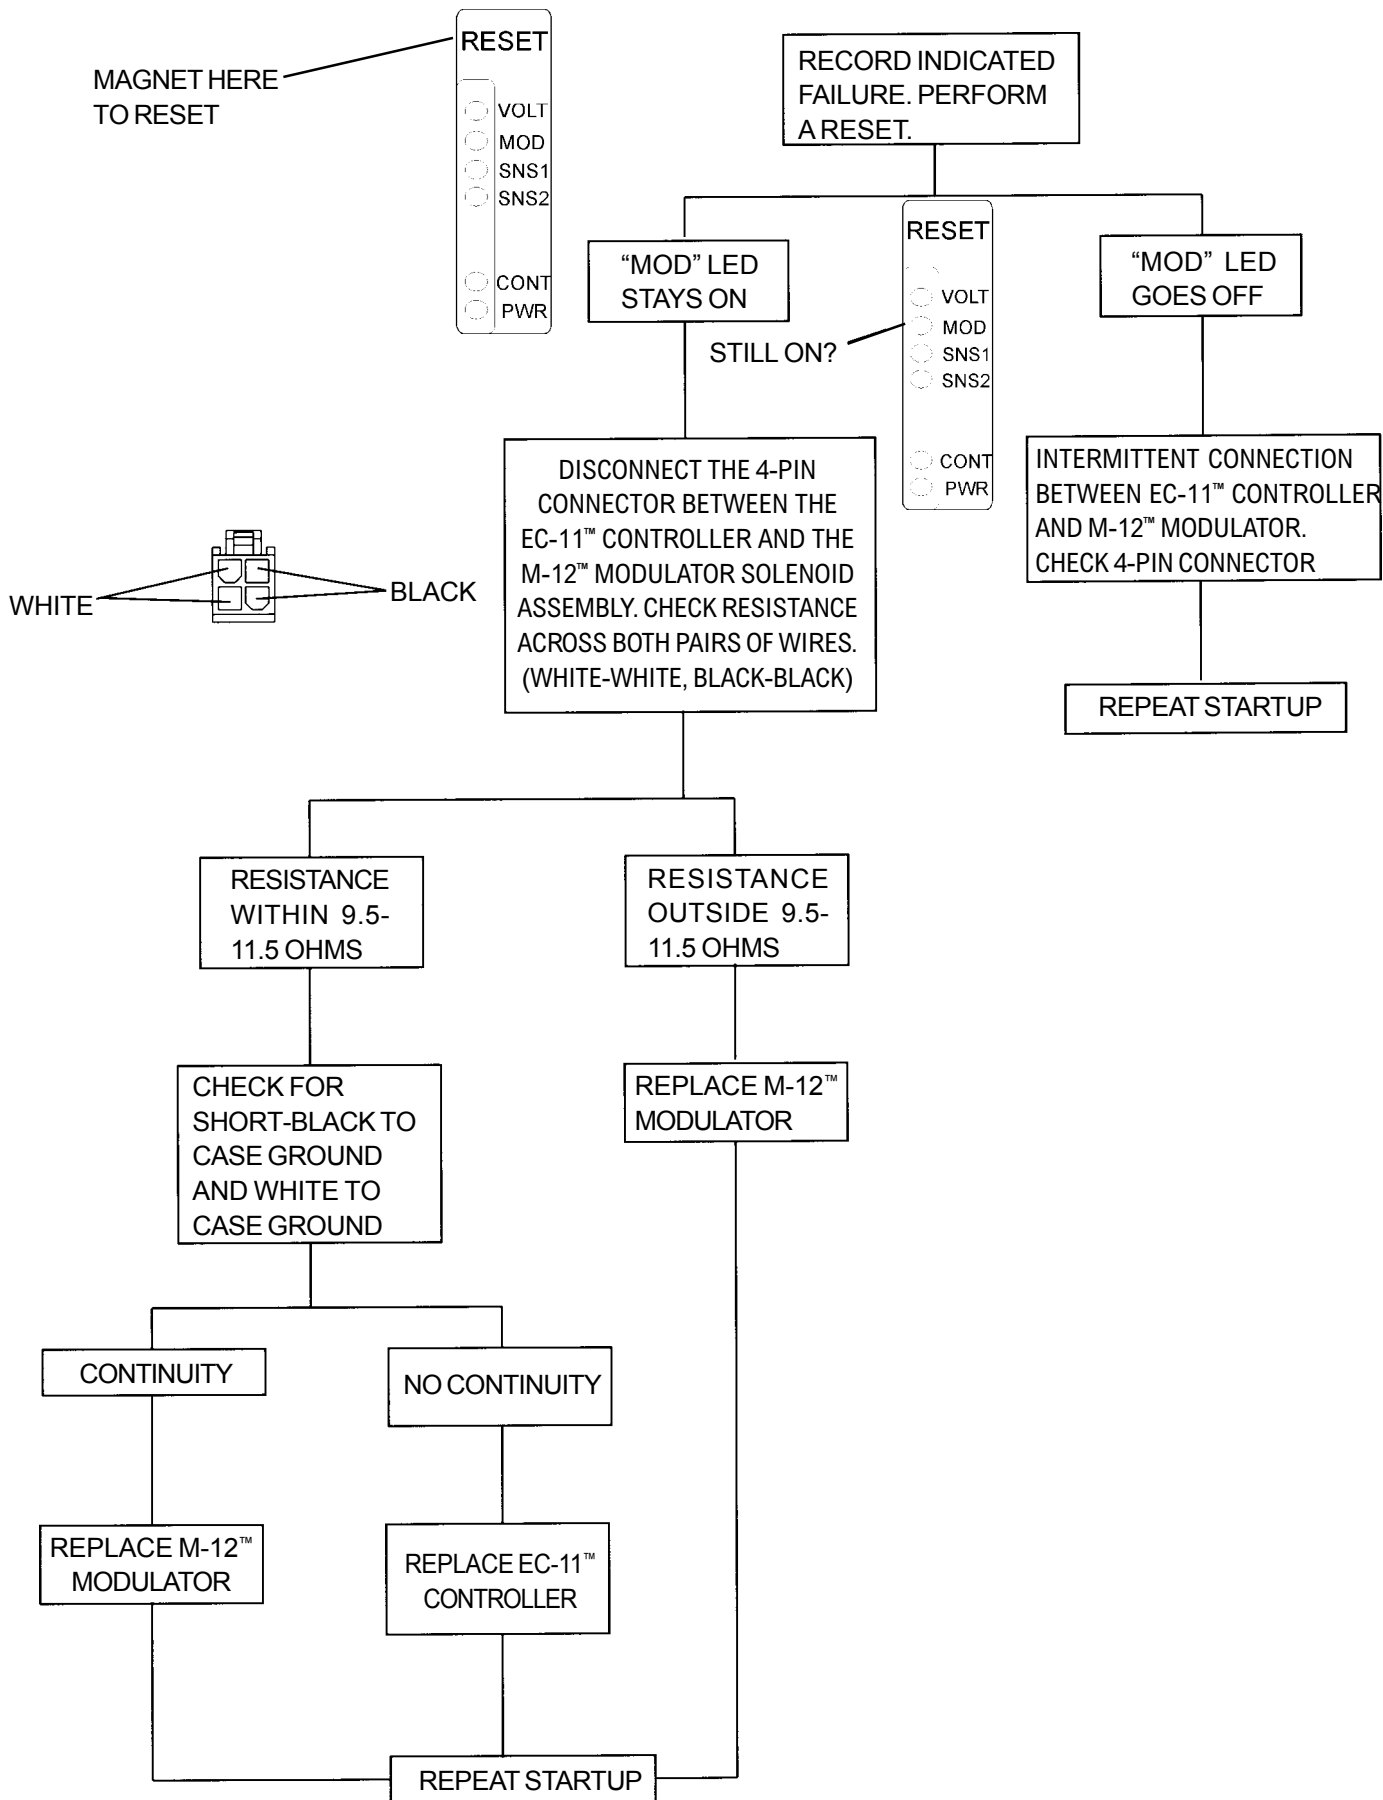 MAGNET HERE
TO RESET
RESET
VOLT
MOD
SNS1
SNS2
CONT
PWR
RECORD INDICATED
FAILURE. PERFORM
A RESET.
“MOD” LED
STAYS ON
STILL ON?
RESET
VOLT
MOD
SNS1
SNS2
CONT
PWR
“MOD” LED
GOES OFF
WHITE
BLACK
DISCONNECT THE 4-PIN
CONNECTOR BETWEEN THE
EC-11™ CONTROLLER AND THE
M-12™ MODULATOR SOLENOID
ASSEMBLY. CHECK RESISTANCE
ACROSS BOTH PAIRS OF WIRES.
(WHITE-WHITE, BLACK-BLACK)
INTERMITTENT CONNECTION
BETWEEN EC-11™ CONTROLLER
AND M-12™ MODULATOR.
CHECK 4-PIN CONNECTOR
REPEAT STARTUP
RESISTANCE
WITHIN 9.5-
11.5 OHMS
RESISTANCE
OUTSIDE 9.5-
11.5 OHMS
CHECK FOR
SHORT-BLACK TO
CASE GROUND
AND WHITE TO
CASE GROUND
REPLACE M-12™
MODULATOR
CONTINUITY
NO CONTINUITY
REPLACE M-12™
MODULATOR
REPLACE EC-11™
CONTROLLER
REPEAT STARTUP